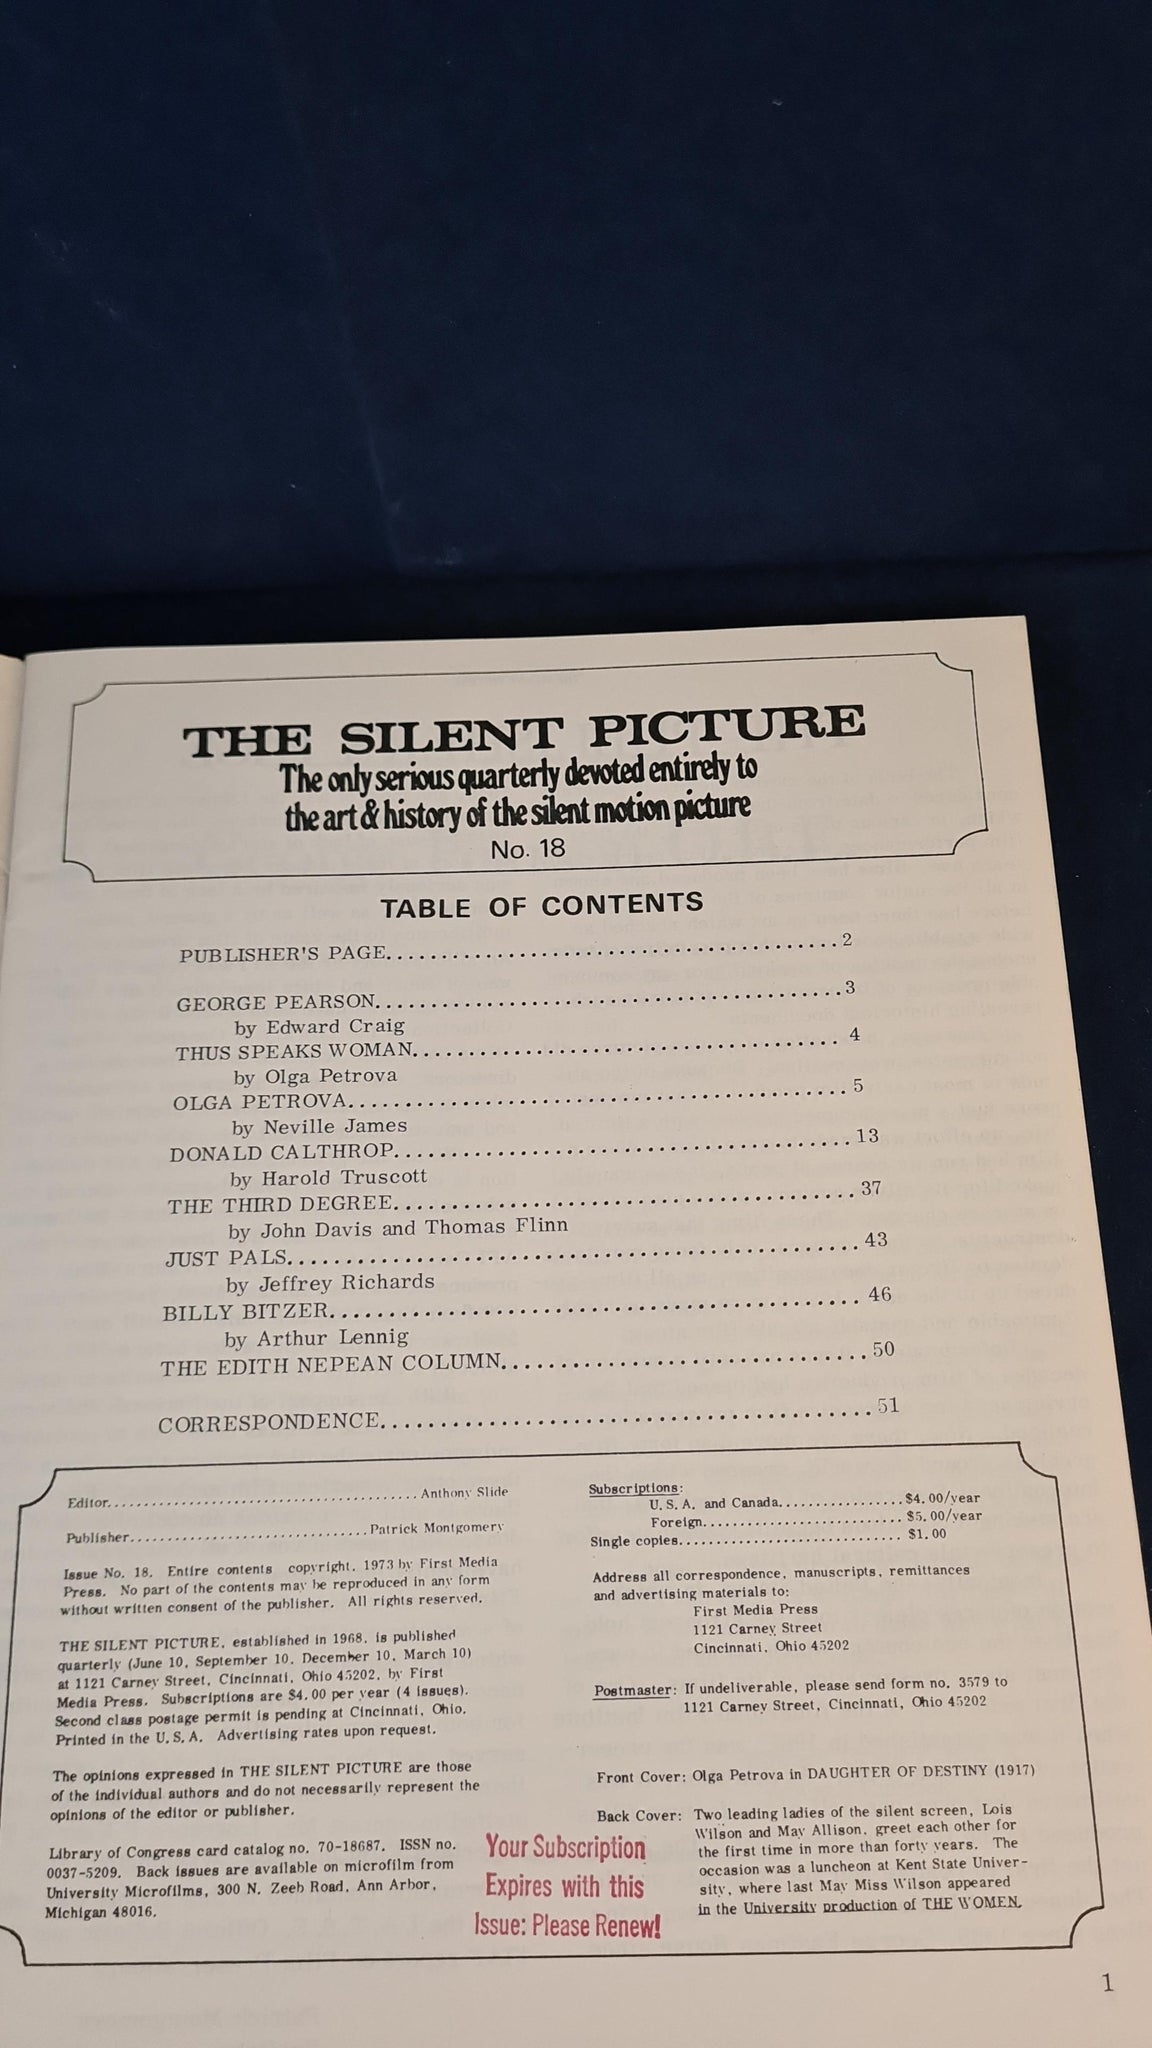 THE SILENT PICTURE
The only serious quarterly devoted entirely to
the art & history of the silent motion picture
No. 18
TABLE OF CONTENTS
PUBLISHER'S PAGE........................................2
GEORGE PEARSON........................................3
by Edward Craig
THUS SPEAKS WOMAN.................................... 4
by Olga Petrova
OLGA PETROVA..........................................5
by Neville James
DONALD CALTHROP.....................................13
by Harold Truscott
THE THIRD DEGREE.....................................37
by John Davis and Thomas Flinn
JUST PALS..............................................43
by Jeffrey Richards
BILLY BITZER.......................................... 46
by Arthur Lennig
THE EDITH NEPEAN COLUMN.............................50
CORRESPONDENCE.......................................51
Editor........................................Anthony Slide
Publisher..............................Patrick Montgomery
Issue No. 18. Entire contents copyright, 1973 by First Media
Press. No part of the contents may be reproduced in any form
without written consent of the publisher. All rights reserved.
THE SILENT PICTURE, established in 1968, is published
quarterly (June 10, September 10, December 10, March 10)
at 1121 Carney Street, Cincinnati, Ohio 45202, by First
Media Press. Subscriptions are $4.00 per year (4 issues).
Second class postage permit is pending at Cincinnati, Ohio.
Printed in the U.S.A. Advertising rates upon request.
The opinions expressed in THE SILENT PICTURE are those
of the individual authors and do not necessarily represent the
opinions of the editor or publisher.
Library of Congress card catalog no. 70-18687. ISSN no.
0037-5209. Back issues are available on microfilm from
University Microfilms, 300 N. Zeeb Road, Ann Arbor,
Michigan 48016.
Your Subscription
Expires with this
Issue: Please Renew!
Subscriptions:
U.S.A. and Canada.................$4.00/year
Foreign...........................$5.00/year
Single copies.............................. $1.00
Address all correspondence, manuscripts, remittances
and advertising materials to:
First Media Press
1121 Carney Street
Cincinnati, Ohio 45202
Postmaster: If undeliverable, please send form no. 3579 to
1121 Carney Street, Cincinnati, Ohio 45202
Front Cover: Olga Petrova in DAUGHTER OF DESTINY (1917)
Back Cover: Two leading ladies of the silent screen, Lois
Wilson and May Allison, greet each other for
the first time in more than forty years. The
occasion was a luncheon at Kent State Univer-
sity, where last May Miss Wilson appeared
in the University production of THE WOMEN.
1